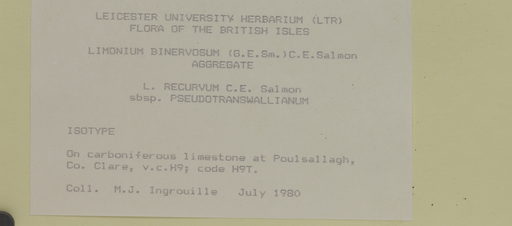 LEICESTER UNIVERSITY HERBARIUM (LTR)
FLORA OF THE BRITISH ISLES
LIMONIUM BINERVOSUM (G.E.Sm.)C.E.Salmon
AGGREGATE
L. RECURVUM C.E. Salmon
sbsp. PSEUDOTRANSWALLIANUM
ISOTYPE
On carboniferous limestone at Poulsallagh,
Co. Clare, v.c.H9; code H9T.
Coll. M.J. Ingrouille July 1980